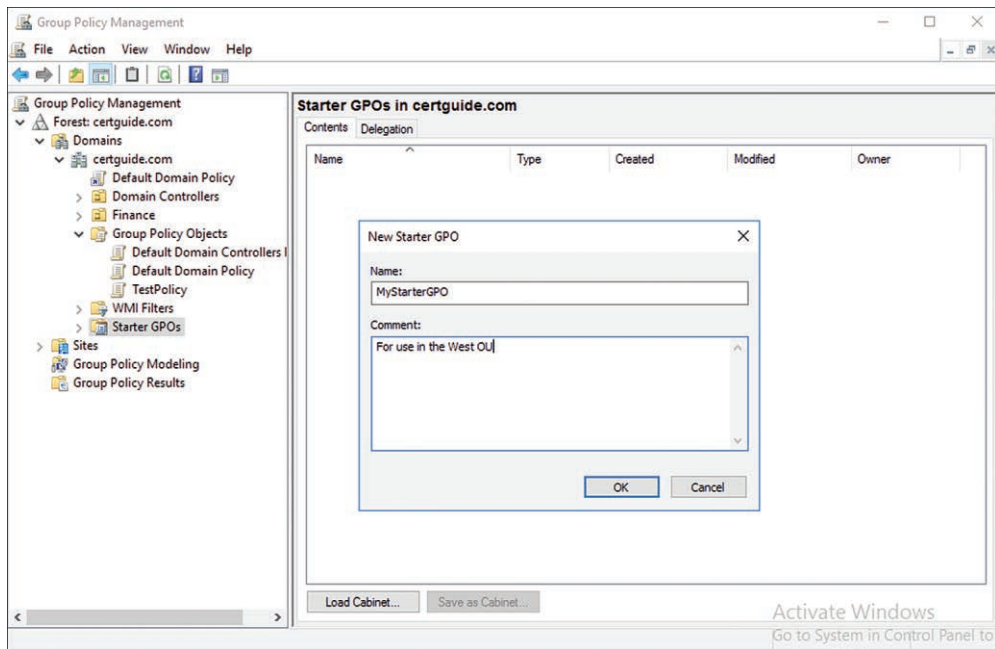 Group Policy Management
File Action View Window Help
Group Policy Management
Forest: certguide.com
Domains
certguide.com
Default Domain Policy
Domain Controllers
Finance
Group Policy Objects
Default Domain Controllers
Default Domain Policy
TestPolicy
WMI Filters
Starter GPOs
Sites
Group Policy Modeling
Group Policy Results
Starter GPOs in certguide.com
Contents Delegation
Name Type Created Modified Owner
New Starter GPO
Name:
MyStarterGPO
Comment:
For use in the West OU
OK Cancel
Load Cabinet... Save as Cabinet...
Activate Windows
Go to System in Control Panel to